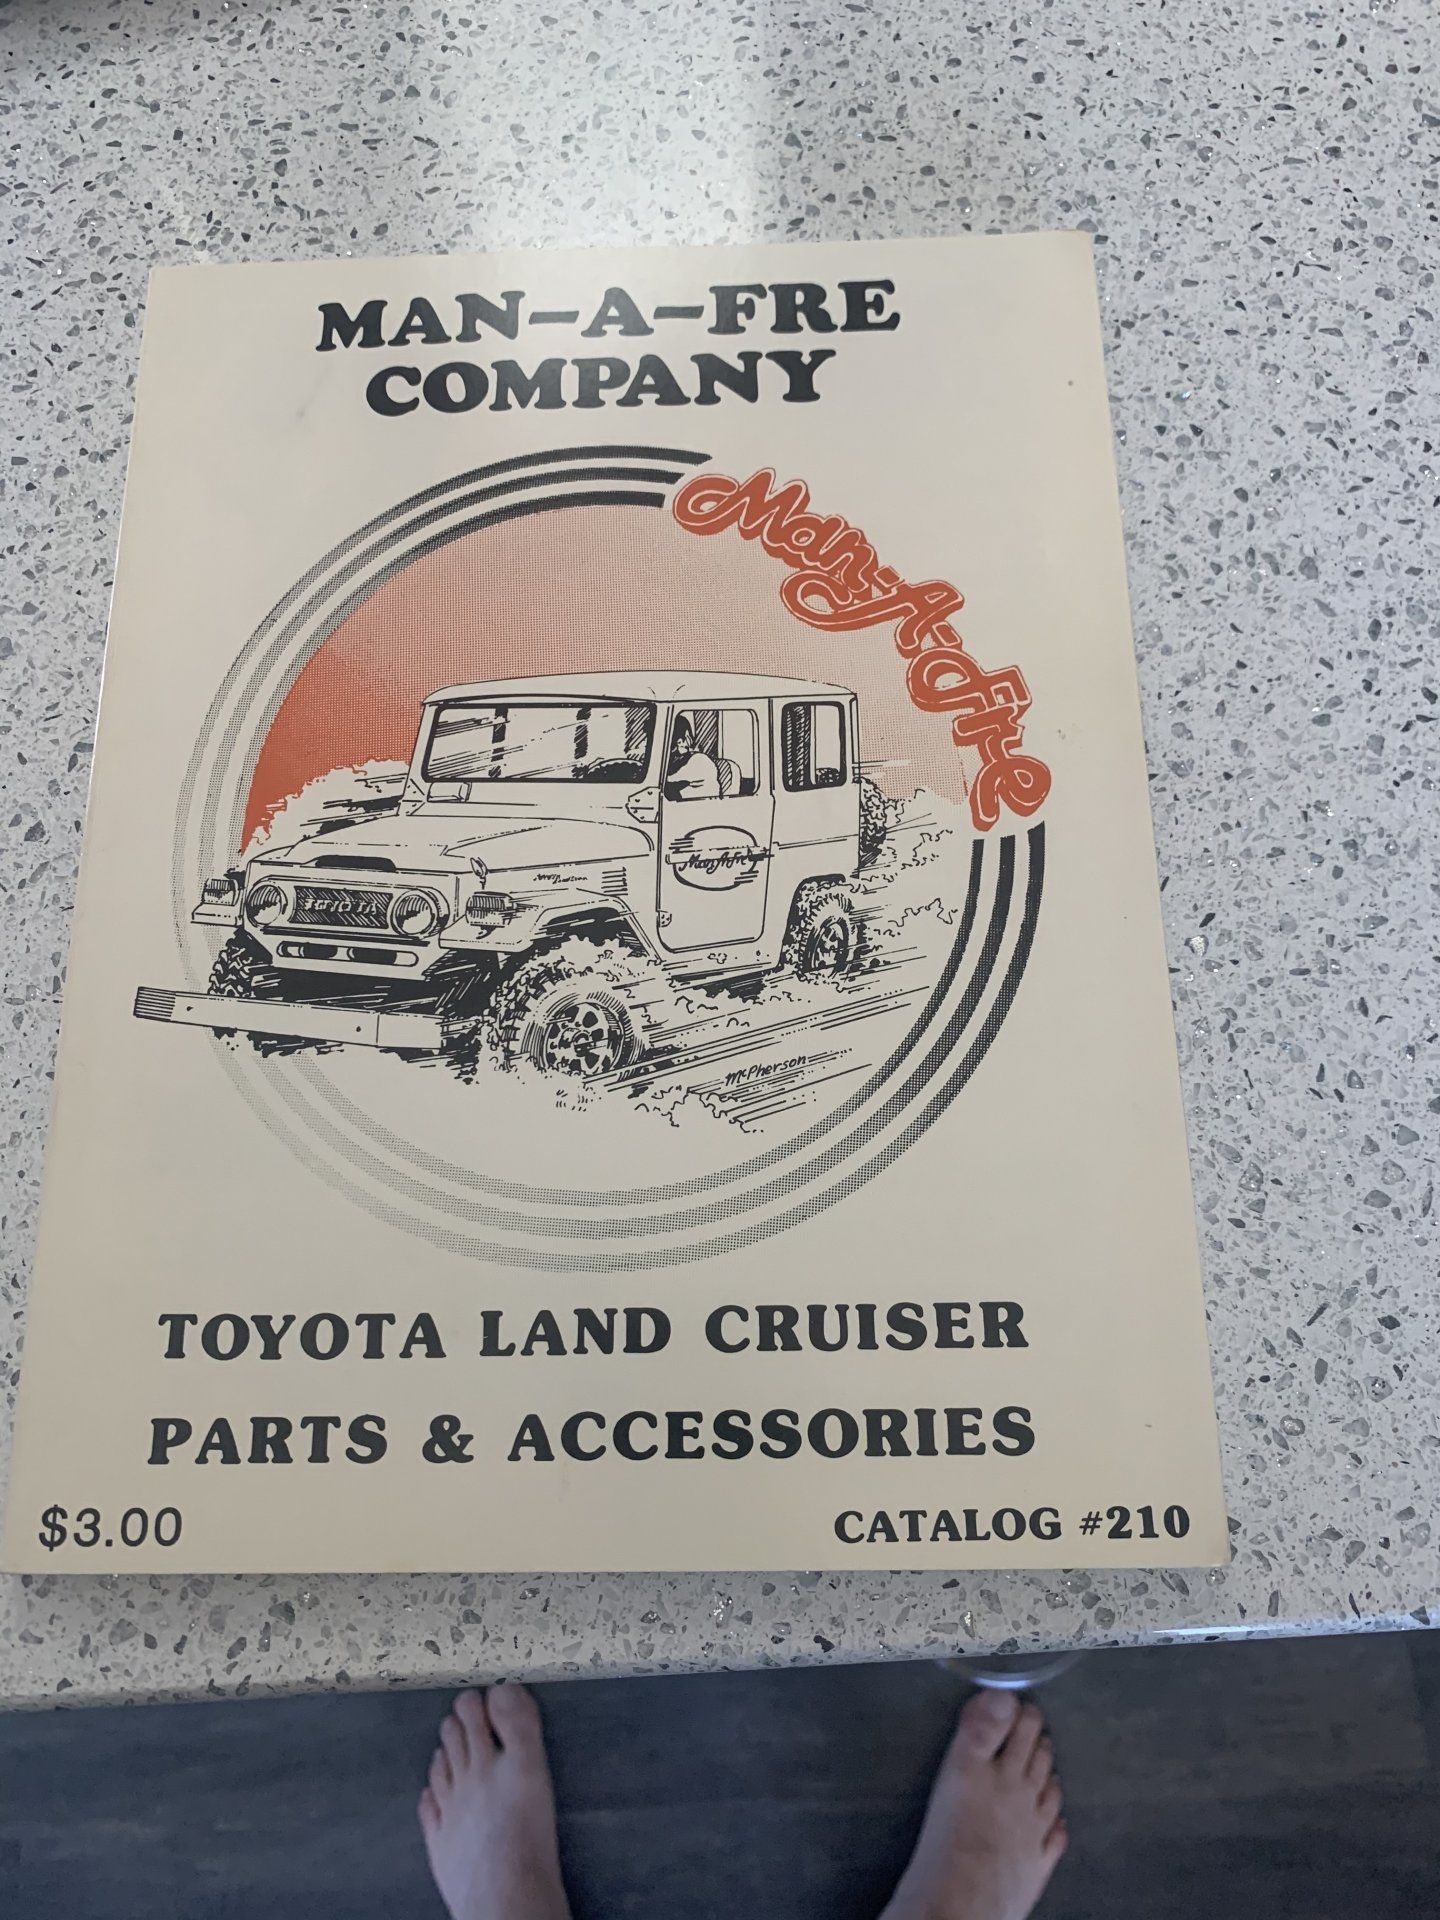 MAN-A-FRE
COMPANY
Man-A-Fre
TOYOTA
Man-A-Fre
McPherson
TOYOTA LAND CRUISER
PARTS & ACCESSORIES
$3.00
CATALOG #210